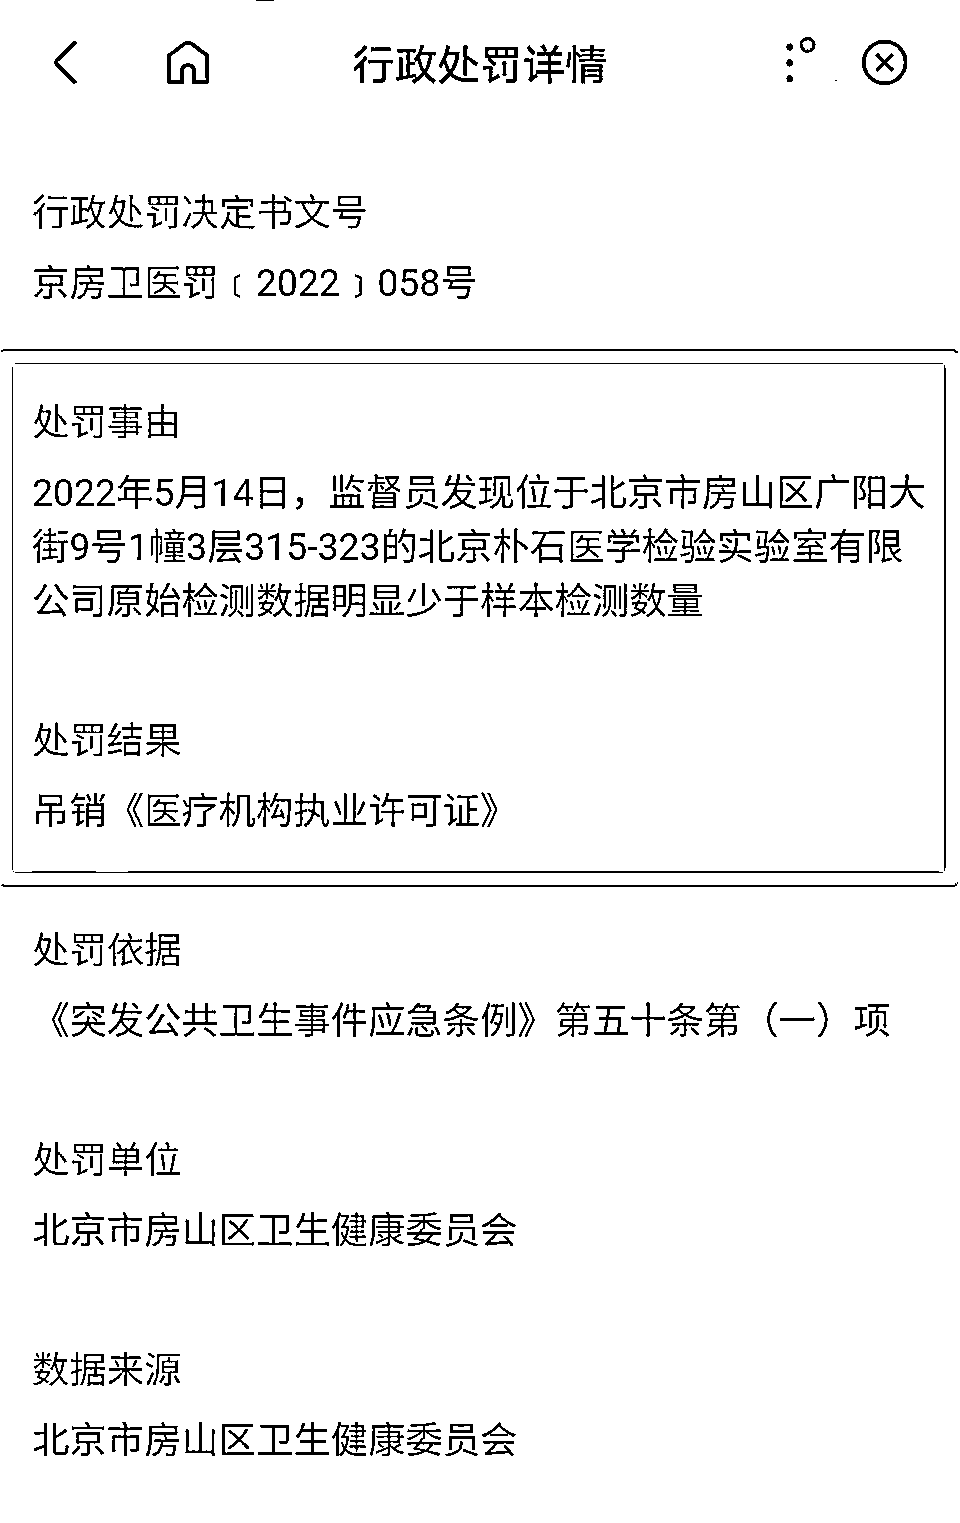 行政处罚详情
行政处罚决定书文号
京房卫医罚﹝2022﹞058号
处罚事由
2022年5月14日，监督员发现位于北京市房山区广阳大
街9号1幢3层315-323的北京朴石医学检验实验室有限
公司原始检测数据明显少于样本检测数量
处罚结果
吊销《医疗机构执业许可证》
处罚依据
《突发公共卫生事件应急条例》第五十条第（一）项
处罚单位
北京市房山区卫生健康委员会
数据来源
北京市房山区卫生健康委员会